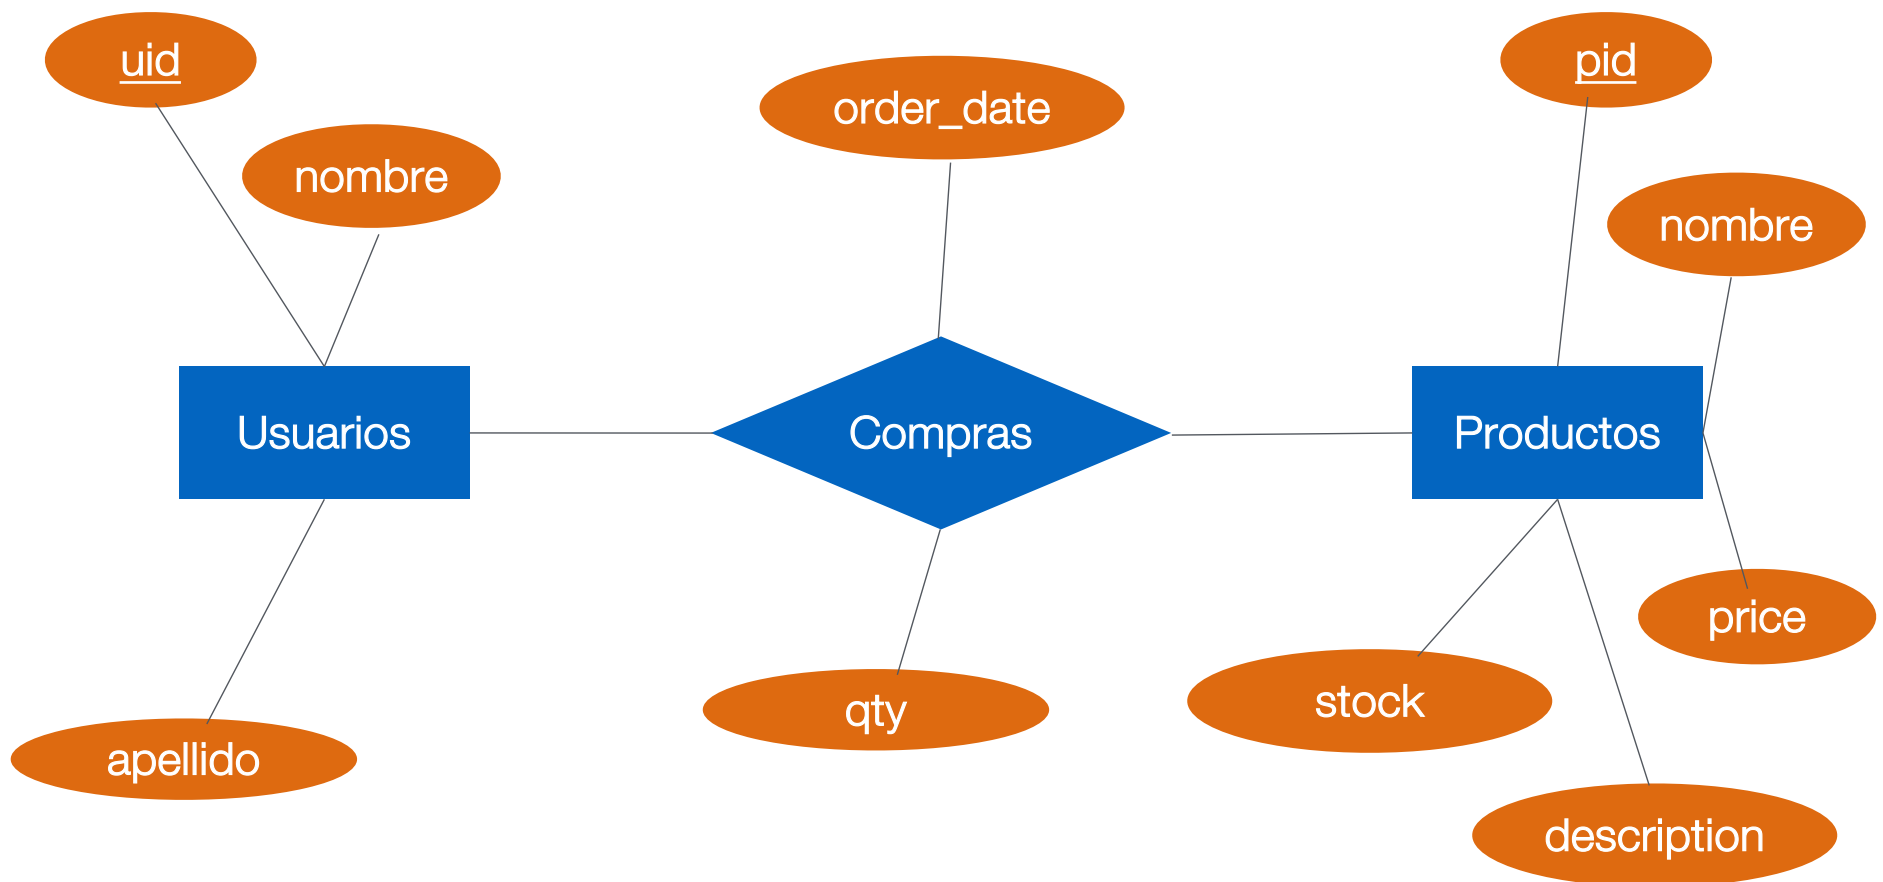 uid
pid
order_date
nombre
nombre
Usuarios
Compras
Productos
price
stock
qty
apellido
description